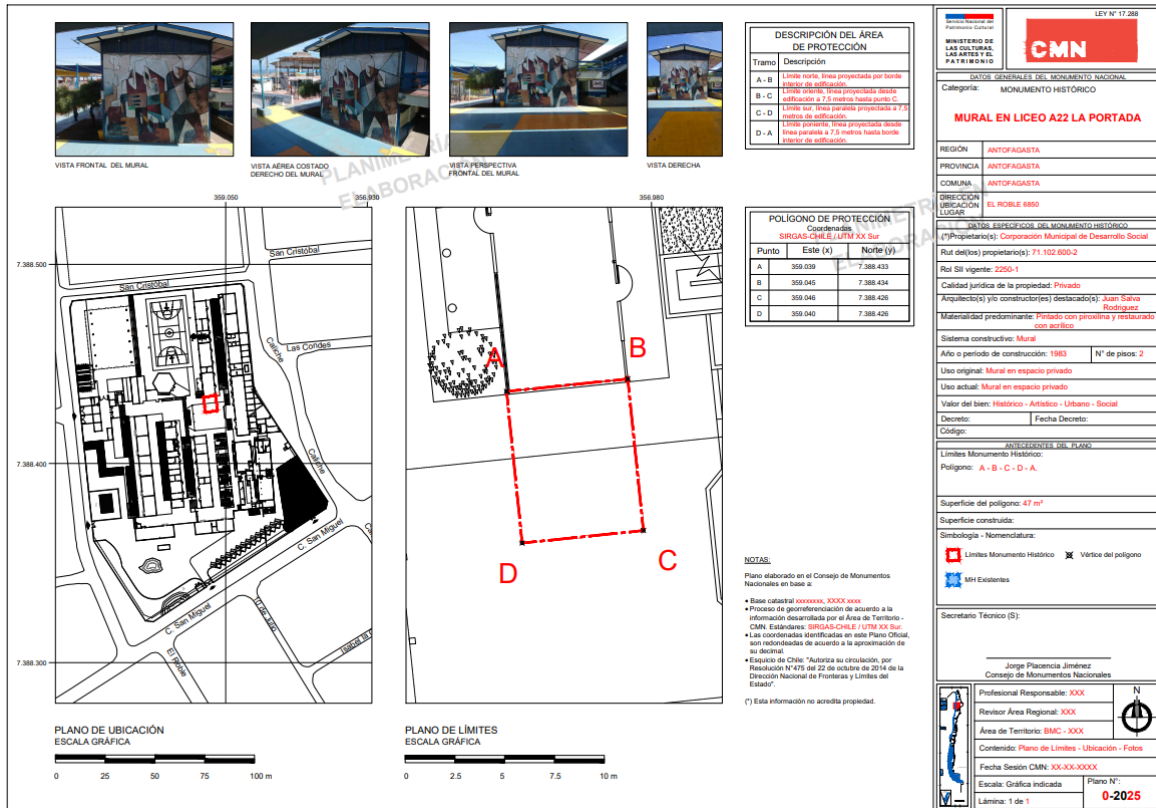 VISTA FRONTAL DEL MURAL
VISTA AÉREA COSTADO
DERECHO DEL MURAL
VISTA PERSPECTIVA
FRONTAL DEL MURAL
VISTA DERECHA
PLANIMETRÍA EN
ELABORACIÓN
359.050
356.930
7.388.500
7.388.400
7.388.300
San Cristóbal
San Cristóbal
Las Condes
Caliche
Caliche
C. San Miguel
C. San Miguel
10 de Julio
El Roble
PLANO DE UBICACIÓN
ESCALA GRÁFICA
0 25 50 75 100 m
356.980
A
B
C
D
PLANO DE LÍMITES
ESCALA GRÁFICA
0 2.5 5 7.5 10 m
DESCRIPCIÓN DEL ÁREA
DE PROTECCIÓN
Tramo Descripción
A - B Límite norte, línea proyectada por borde
interior de edificación.
B - C Límite oriente, línea proyectada desde
edificación a 7,5 metros hasta punto C.
C - D Límite sur, línea paralela proyectada a 7,5
metros de edificación.
D - A Límite poniente, línea proyectada desde
línea paralela a 7,5 metros hasta borde
interior de edificación.
PLANIMETRÍA EN
ELABORACIÓN
POLÍGONO DE PROTECCIÓN
Coordenadas
SIRGAS-CHILE / UTM XX Sur
Punto Este (x) Norte (y)
A 359.039 7.388.433
B 359.045 7.388.434
C 359.046 7.388.426
D 359.040 7.388.426
NOTAS:
Plano elaborado en el Consejo de Monumentos
Nacionales en base a:
• Base catastral xxxxxxxx, XXXX xxxx
• Proceso de georreferenciación de acuerdo a la
información desarrollada por el Área de Territorio -
CMN. Estándares: SIRGAS-CHILE / UTM XX Sur.
• Las coordenadas identificadas en este Plano Oficial,
son redondeadas de acuerdo a la aproximación de
su decimal.
• Esquicio de Chile: "Autoriza su circulación, por
Resolución N°475 del 22 de octubre de 2014 de la
Dirección Nacional de Fronteras y Límites del
Estado".
(*) Esta información no acredita propiedad.
Servicio Nacional del
Patrimonio Cultural
MINISTERIO DE
LAS CULTURAS,
LAS ARTES Y EL
PATRIMONIO
LEY N° 17.288
CMN
DATOS GENERALES DEL MONUMENTO NACIONAL
Categoría: MONUMENTO HISTÓRICO
MURAL EN LICEO A22 LA PORTADA
REGIÓN ANTOFAGASTA
PROVINCIA ANTOFAGASTA
COMUNA ANTOFAGASTA
DIRECCIÓN
UBICACIÓN
LUGAR
EL ROBLE 6850
DATOS ESPECÍFICOS DEL MONUMENTO HISTÓRICO
(*)Propietario(s): Corporación Municipal de Desarrollo Social
Rut del(los) propietario(s): 71.102.600-2
Rol SII vigente: 2250-1
Calidad jurídica de la propiedad: Privado
Arquitecto(s) y/o constructor(es) destacado(s): Juan Salva
Rodriguez
Materialidad predominante: Pintado con piroxilina y restaurado
con acrílico
Sistema constructivo: Mural
Año o período de construcción: 1983 N° de pisos: 2
Uso original: Mural en espacio privado
Uso actual: Mural en espacio privado
Valor del bien: Histórico - Artístico - Urbano - Social
Decreto: Fecha Decreto:
Código:
ANTECEDENTES DEL PLANO
Límites Monumento Histórico:
Polígono: A - B - C - D - A.
Superficie del polígono: 47 m²
Superficie construida:
Simbología - Nomenclatura:
Límites Monumento Histórico Vértice del polígono
MH Existentes
Secretario Técnico (S):
Jorge Placencia Jiménez
Consejo de Monumentos Nacionales
Profesional Responsable: XXX
Revisor Área Regional: XXX
Área de Territorio: BMC - XXX
Contenido: Plano de Límites - Ubicación - Fotos
Fecha Sesión CMN: XX-XX-XXXX
Escala: Gráfica indicada
Lámina: 1 de 1
N
Plano N°:
0-2025